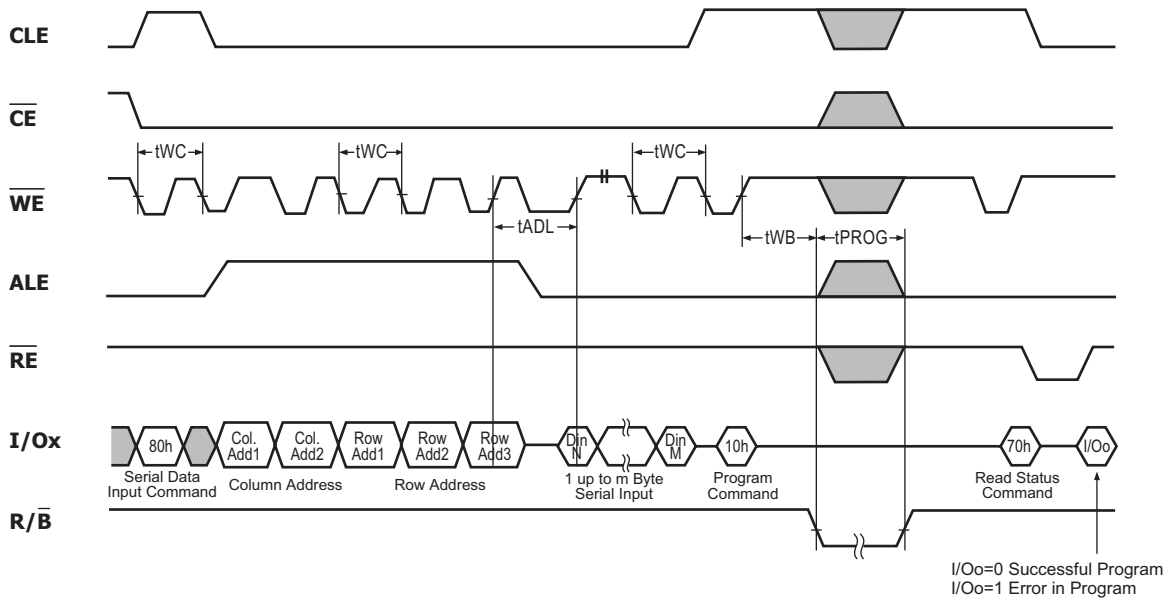 CLE
CE
tWC
tWC
tWC
WE
tADL
tWB
tPROG
ALE
RE
I/Ox
80h
Col.
Add1
Col.
Add2
Row
Add1
Row
Add2
Row
Add3
Din
N
Din
M
10h
70h
I/Oo
Serial Data
Input Command
Column Address
Row Address
1 up to m Byte
Serial Input
Program
Command
Read Status
Command
R/B
I/Oo=0 Successful Program
I/Oo=1 Error in Program